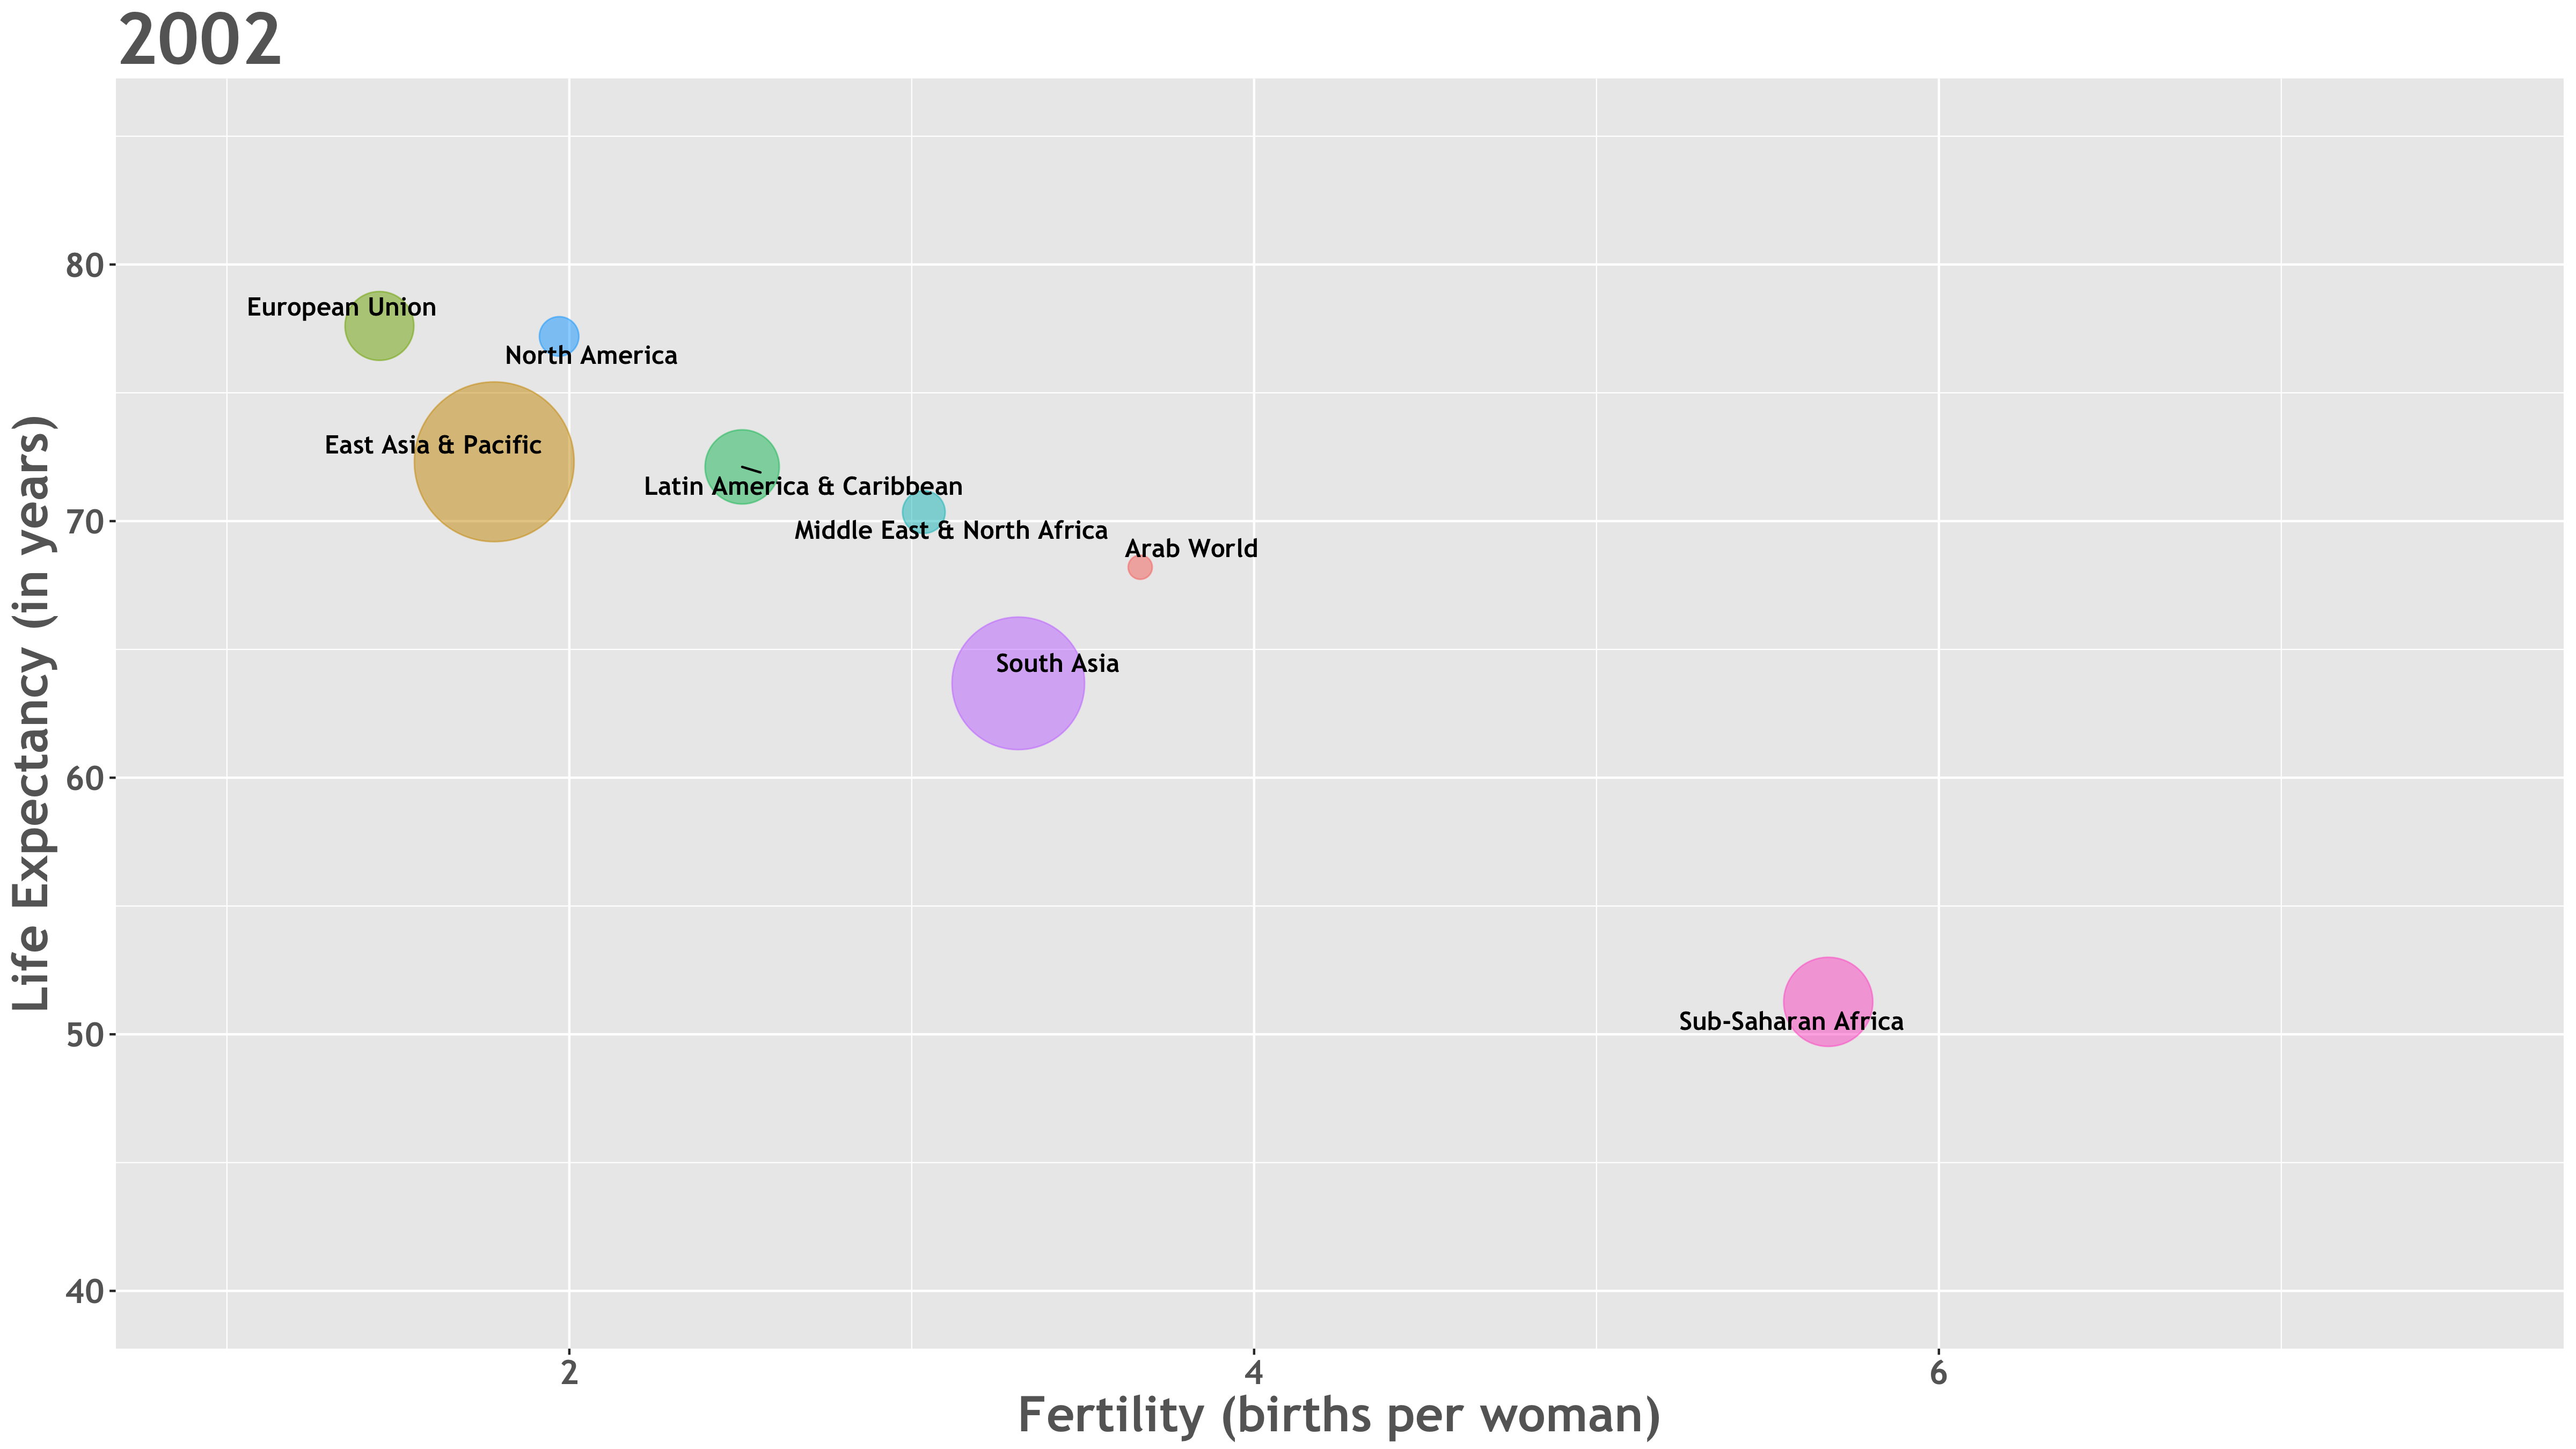 2002
80
European Union
North America
East Asia & Pacific
Latin America & Caribbean
70
Middle East & North Africa
Arab World
South Asia
60
Sub-Saharan Africa
50
40
Life Expectancy (in years)
2
4
6
Fertility (births per woman)